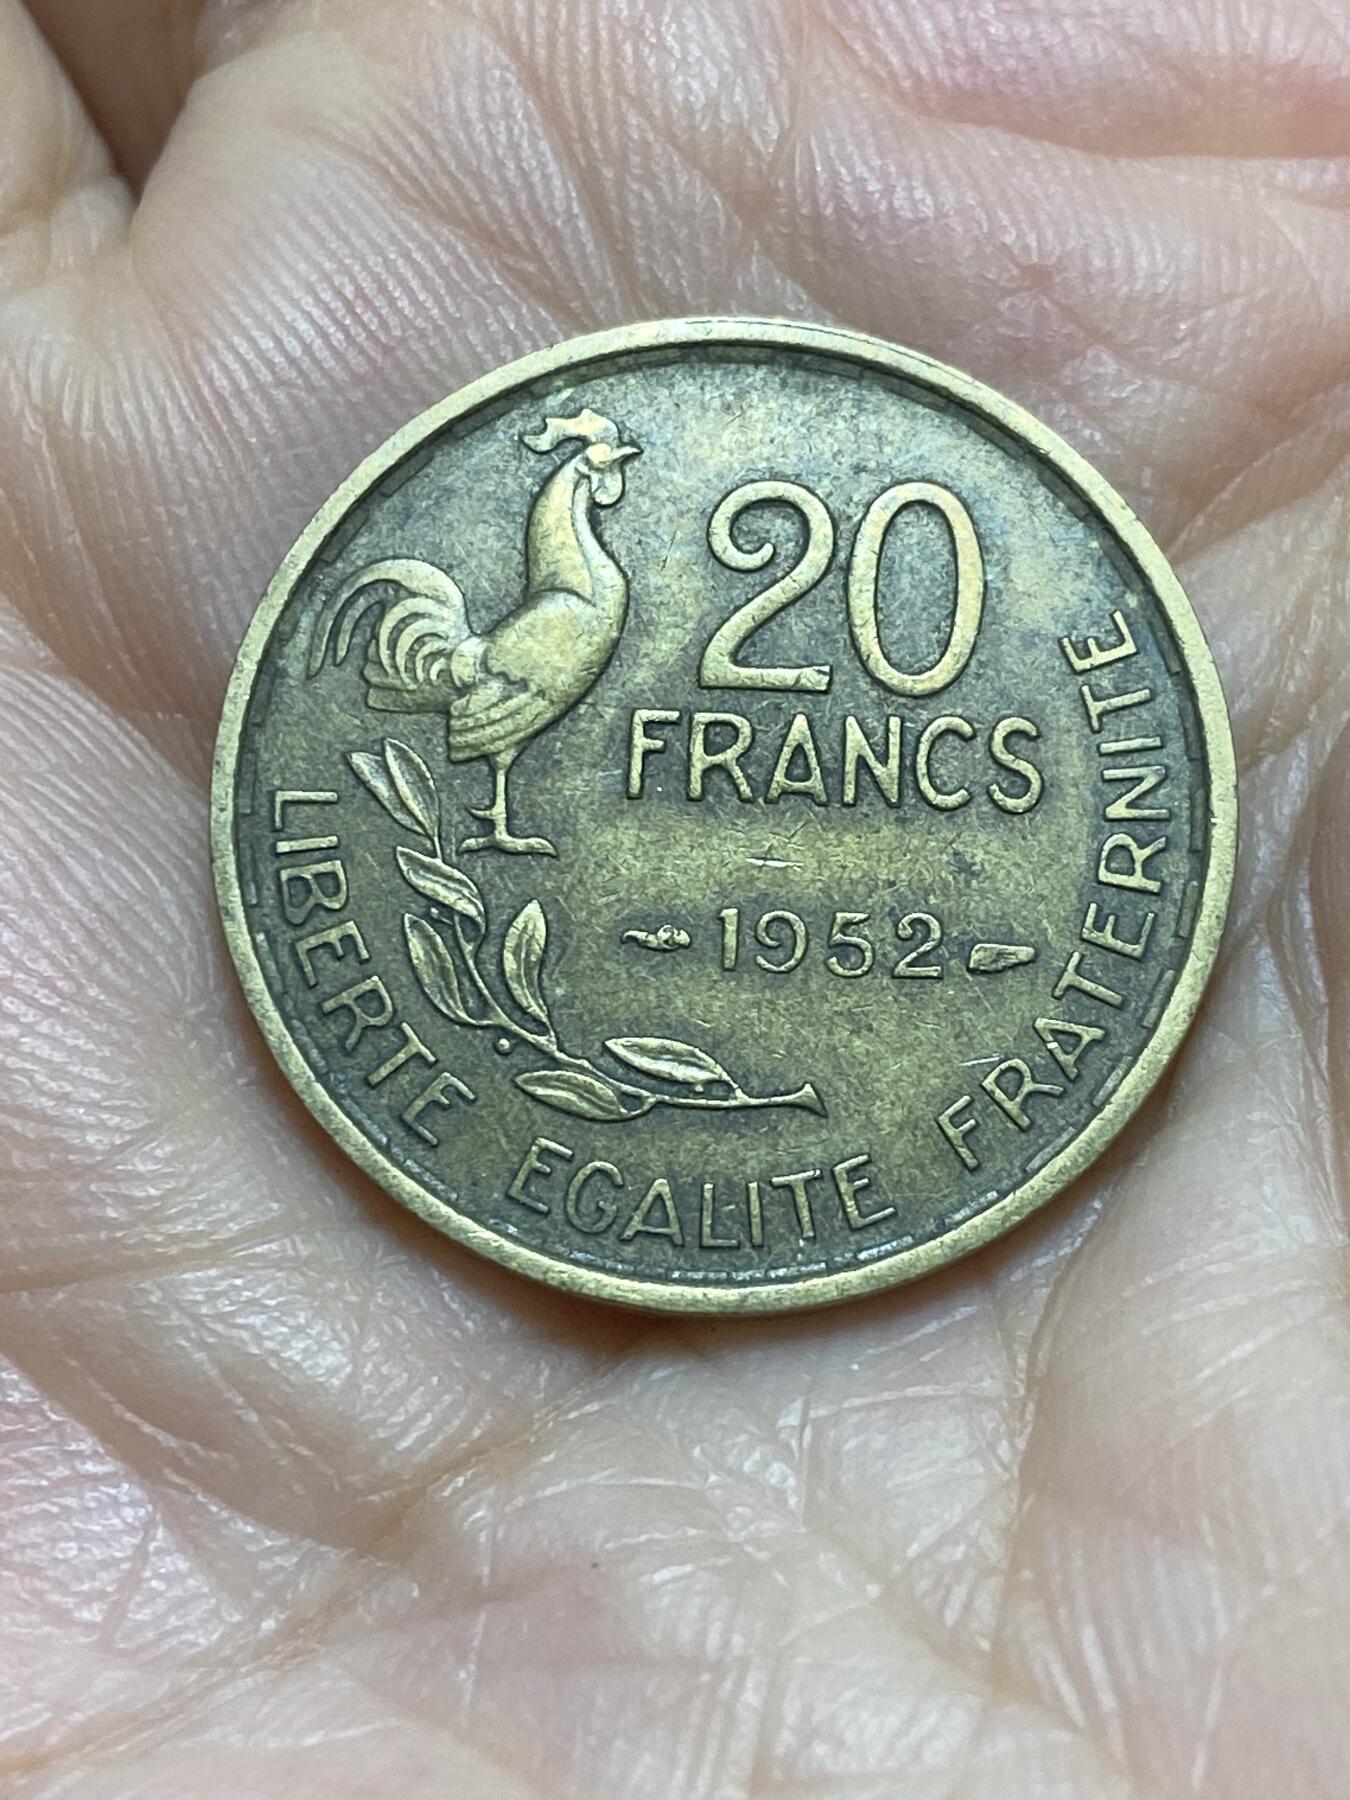 20
FRANCS
1952
LIBERTE EGALITE FRATERNITE